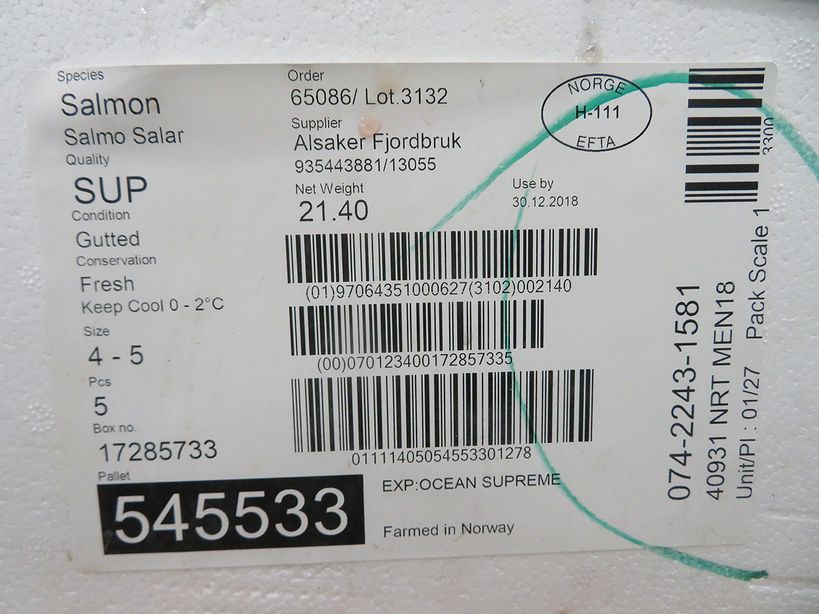 Species
Salmon
Salmo Salar
Quality
SUP
Condition
Gutted
Conservation
Fresh
Keep Cool 0 - 2°C
Size
4 - 5
Pcs
5
Box no.
17285733
Pallet
545533
Order
65086/ Lot.3132
Supplier
Alsaker Fjordbruk
935443881/13055
Net Weight
21.40
Use by
30.12.2018
NORGE
H-111
EFTA
(01)97064351000627(3102)002140
(00)070123400172857335
01111405054553301278
EXP:OCEAN SUPREME
Farmed in Norway
3300
074-2243-1581
40931 NRT MEN18
Unit/Pl : 01/27 Pack Scale 1